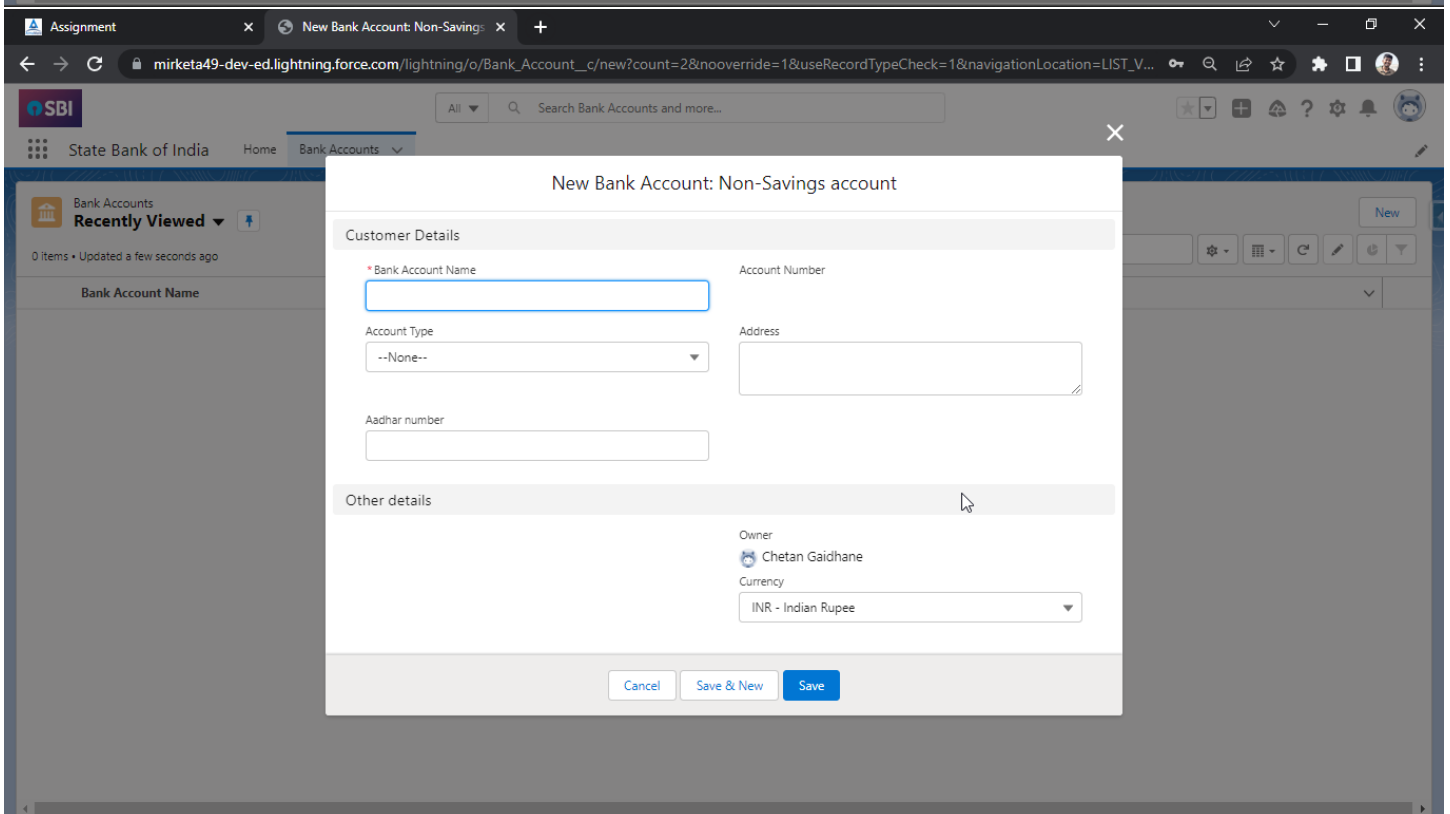 Assignment
New Bank Account: Non-Savings
mirketa49-dev-ed.lightning.force.com/lightning/o/Bank_Account__c/new?count=2&nooverride=1&useRecordTypeCheck=1&navigationLocation=LIST_V...
SBI
All
Search Bank Accounts and more...
State Bank of India
Home
Bank Accounts
New Bank Account: Non-Savings account
Bank Accounts
Recently Viewed
New
0 items • Updated a few seconds ago
Bank Account Name
Customer Details
*Bank Account Name
Account Number
Account Type
Address
--None--
Aadhar number
Other details
Owner
Chetan Gaidhane
Currency
INR - Indian Rupee
Cancel
Save & New
Save